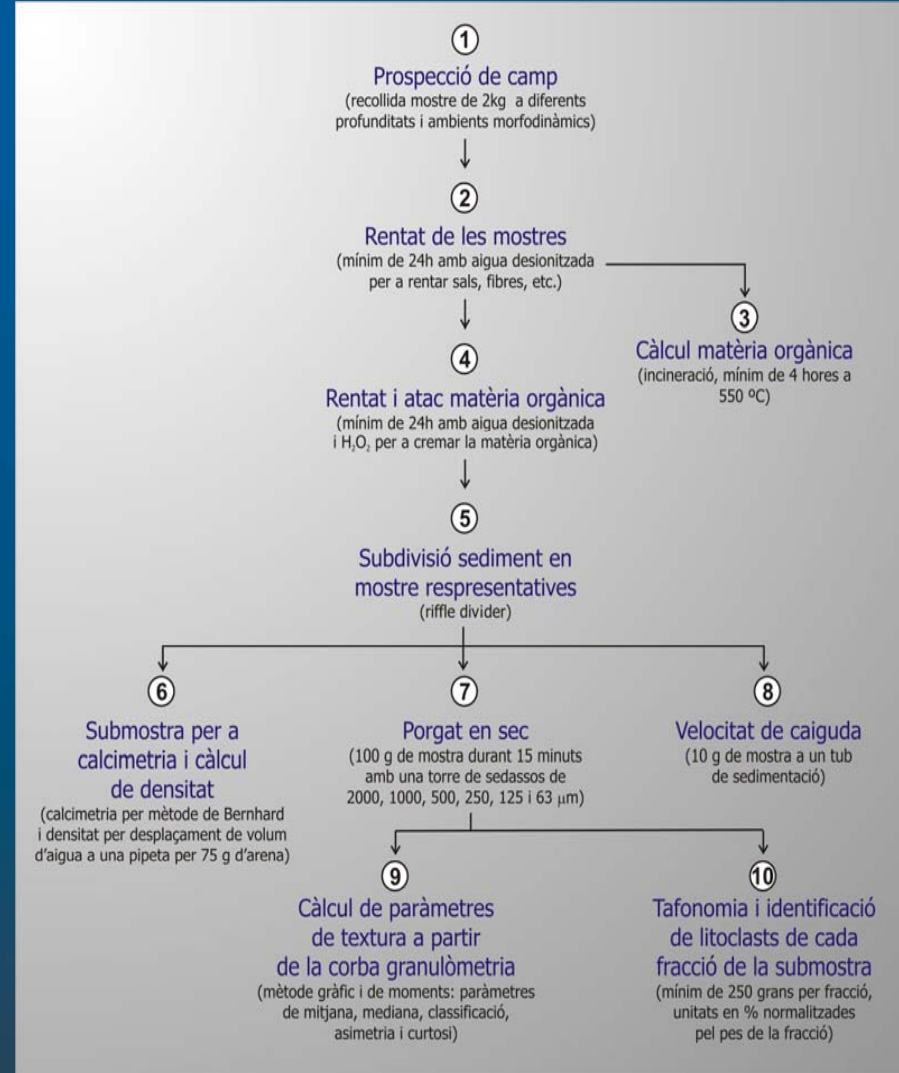 1
Prospecció de camp
(recollida mostre de 2kg a diferents
profunditats i ambients morfodinàmics)
2
Rentat de les mostres
(mínim de 24h amb aigua desionitzada
per a rentar sals, fibres, etc.)
3
Càlcul matèria orgànica
(incineració, mínim de 4 hores a
550 ºC)
4
Rentat i atac matèria orgànica
(mínim de 24h amb aigua desionitzada
i H₂O₂ per a cremar la matèria orgànica)
5
Subdivisió sediment en
mostre respresentatives
(riffle divider)
6
Submostra per a
calcimetria i càlcul
de densitat
(calcimetria per mètode de Bernhard
i densitat per desplaçament de volum
d'aigua a una pipeta per 75 g d'arena)
7
Porgat en sec
(100 g de mostra durant 15 minuts
amb una torre de sedassos de
2000, 1000, 500, 250, 125 i 63 μm)
8
Velocitat de caiguda
(10 g de mostra a un tub
de sedimentació)
9
Càlcul de paràmetres
de textura a partir
de la corba granulòmetria
(mètode gràfic i de moments: paràmetres
de mitjana, mediana, classificació,
asimetria i curtosi)
10
Tafonomia i identificació
de litoclasts de cada
fracció de la submostra
(mínim de 250 grans per fracció,
unitats en % normalitzades
pel pes de la fracció)